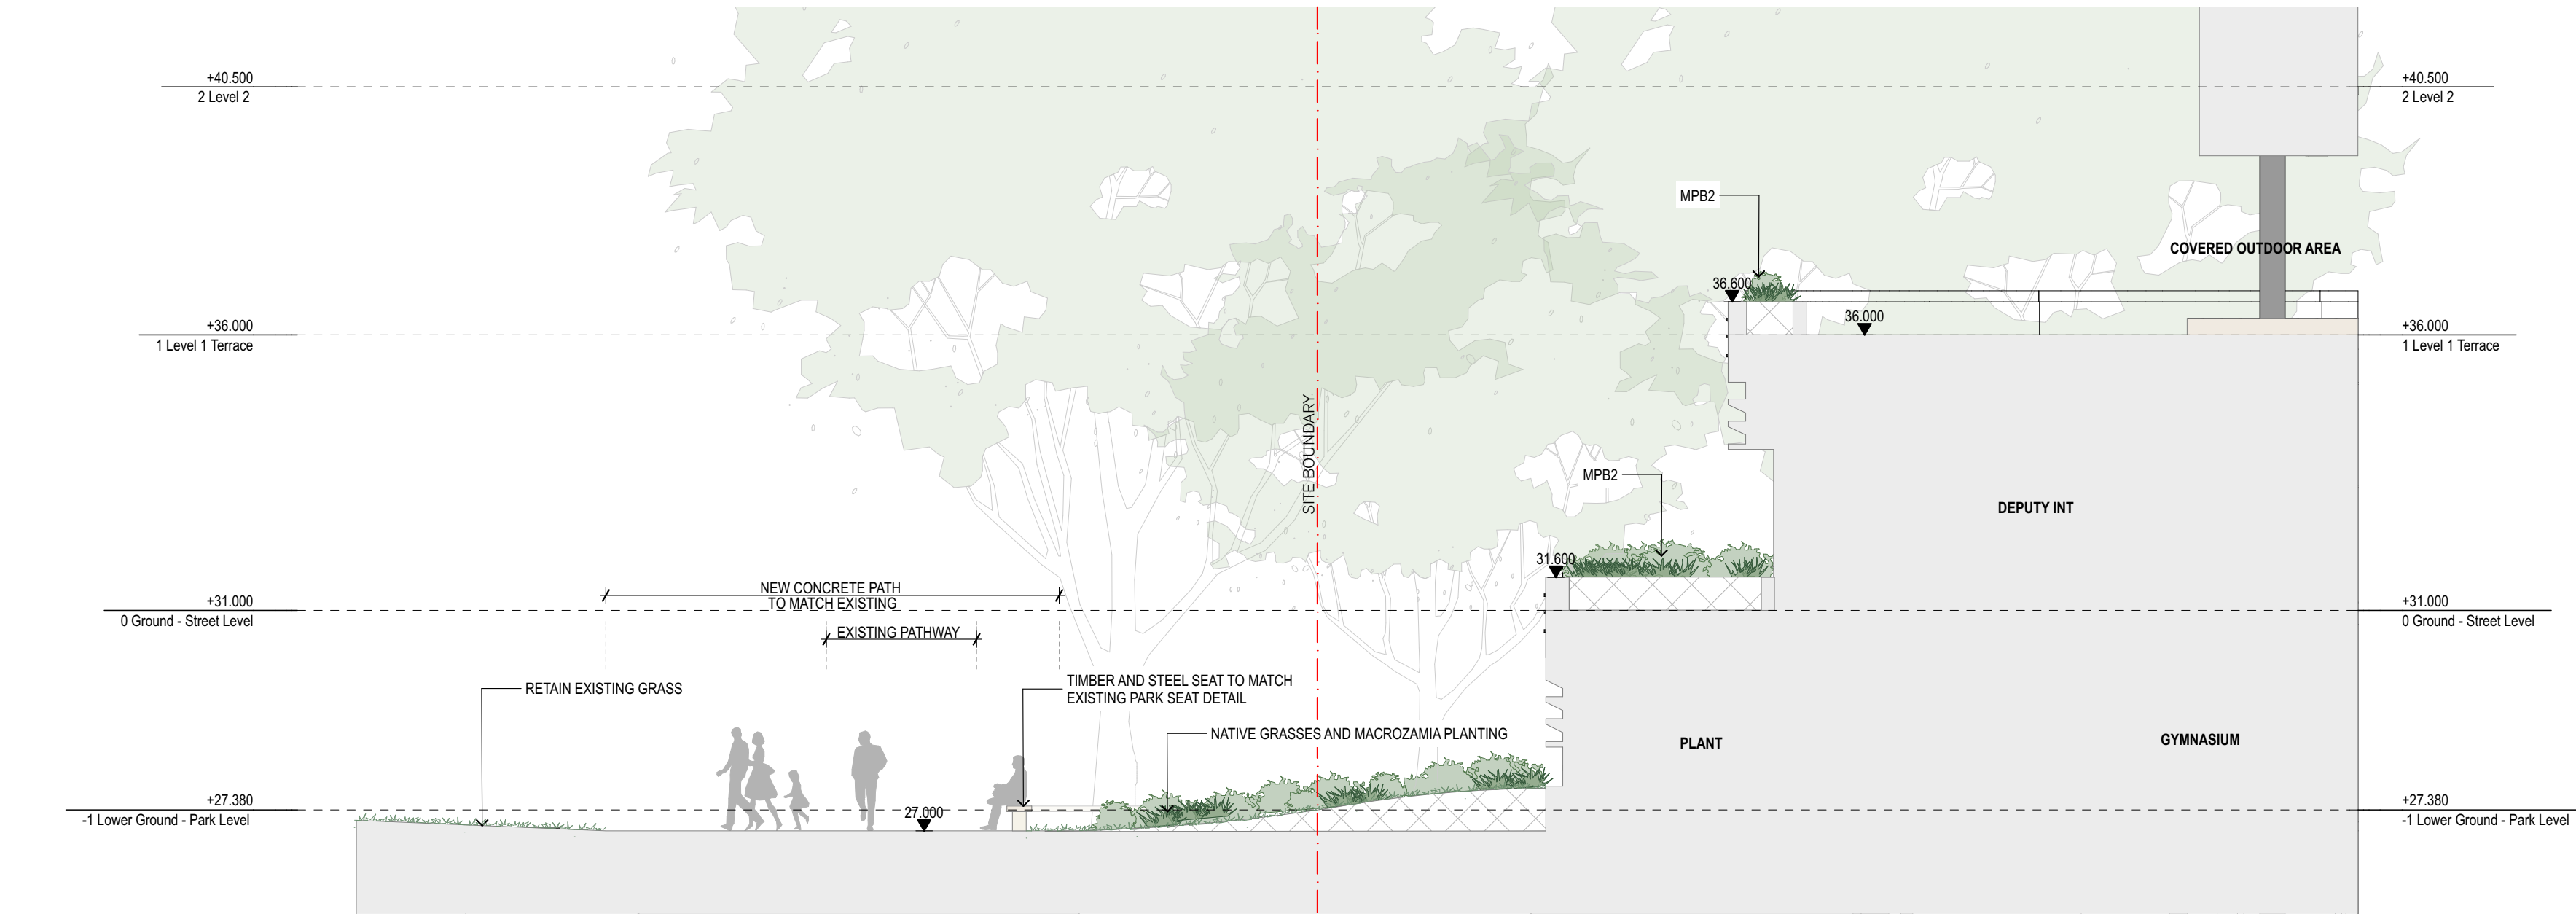 +40.500
2 Level 2
+40.500
2 Level 2
MPB2
COVERED OUTDOOR AREA
36.600
36.000
+36.000
1 Level 1 Terrace
+36.000
1 Level 1 Terrace
SITE BOUNDARY
MPB2
DEPUTY INT
31.600
NEW CONCRETE PATH
TO MATCH EXISTING
+31.000
0 Ground - Street Level
+31.000
0 Ground - Street Level
EXISTING PATHWAY
RETAIN EXISTING GRASS
TIMBER AND STEEL SEAT TO MATCH
EXISTING PARK SEAT DETAIL
NATIVE GRASSES AND MACROZAMIA PLANTING
PLANT
GYMNASIUM
+27.380
-1 Lower Ground - Park Level
27.000
+27.380
-1 Lower Ground - Park Level